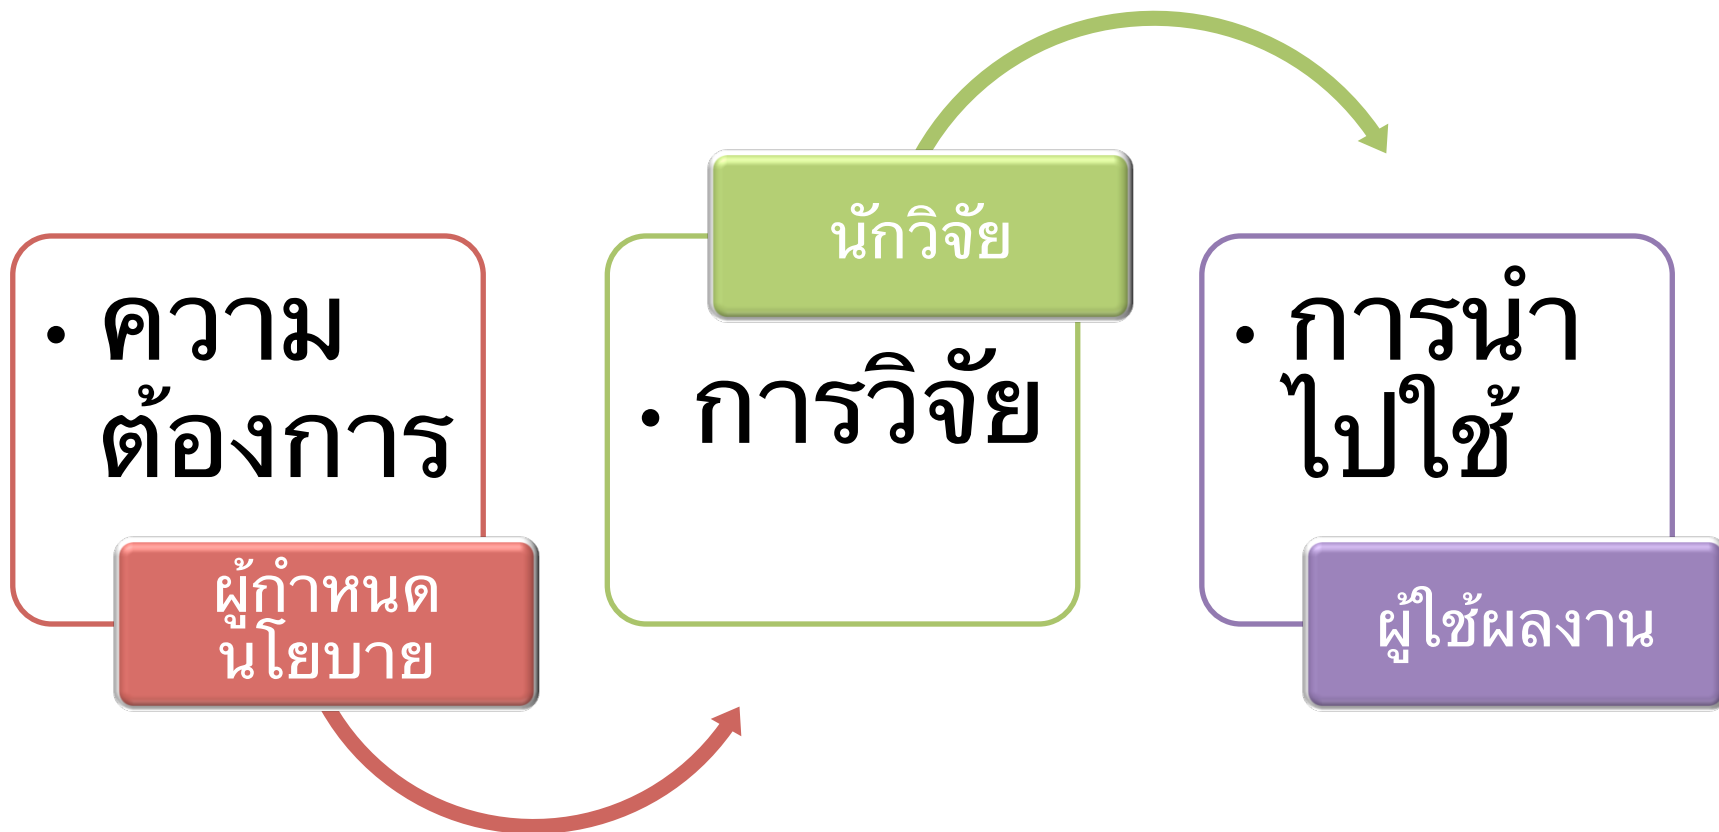 • ความ
ต้องการ
ผู้กำหนด
นโยบาย
นักวิจัย
• การวิจัย
• การนำ
ไปใช้
ผู้ใช้ผลงาน